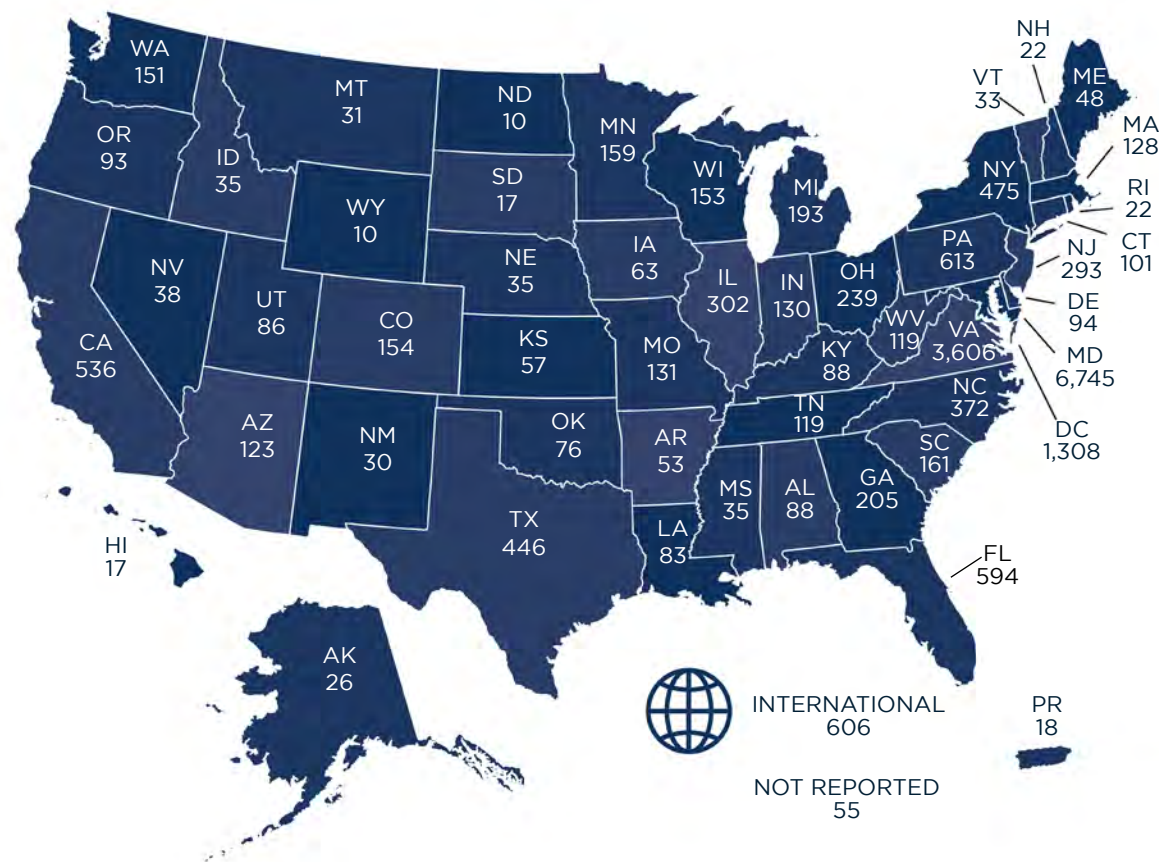 WA
151
OR
93
ID
35
MT
31
ND
10
SD
17
WY
10
NE
35
MN
159
WI
153
MI
193
IA
63
IL
302
IN
130
OH
239
NV
38
UT
86
CO
154
KS
57
MO
131
KY
88
CA
536
AZ
123
NM
30
OK
76
AR
53
TN
119
TX
446
LA
83
MS
35
AL
88
GA
205
SC
161
NC
372
WV
119
VA
3,606
PA
613
NY
475
NH
22
VT
33
ME
48
MA
128
RI
22
CT
101
NJ
293
DE
94
MD
6,745
DC
1,308
FL
594
HI
17
AK
26
INTERNATIONAL
606
NOT REPORTED
55
PR
18